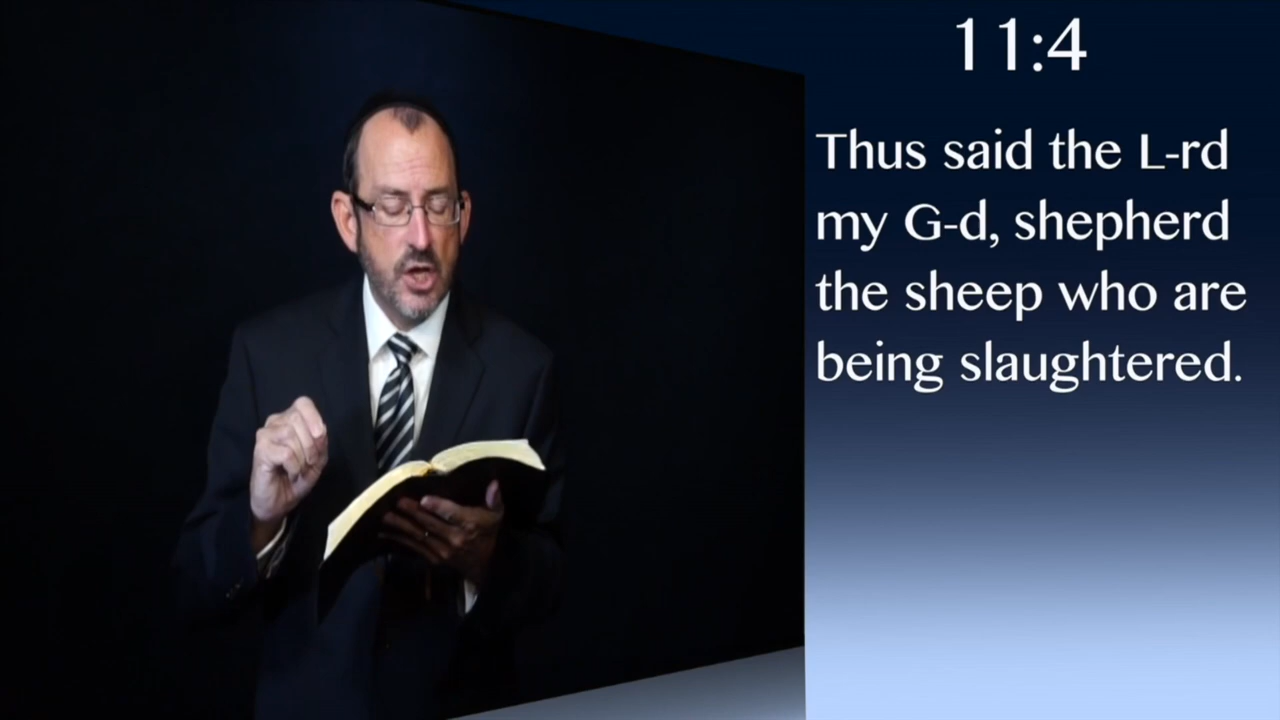 11:4
Thus said the L-rd
my G-d, shepherd
the sheep who are
being slaughtered.